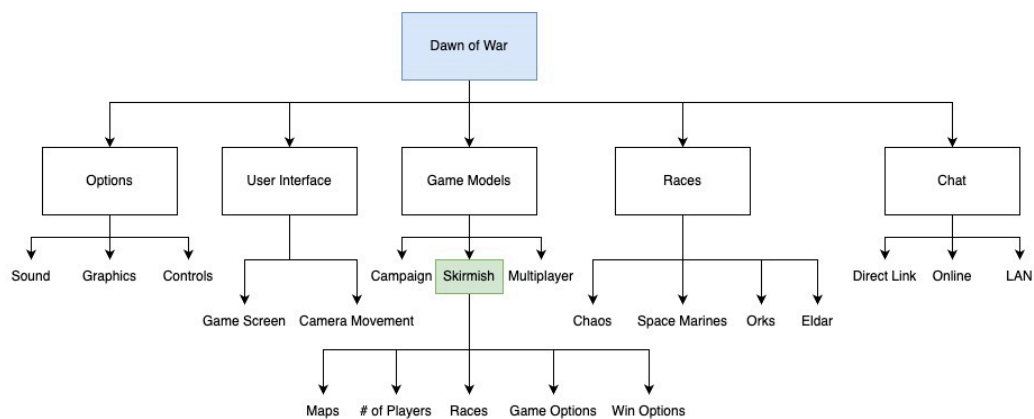 Dawn of War
Options
User Interface
Game Models
Races
Chat
Sound
Graphics
Controls
Campaign
Skirmish
Multiplayer
Direct Link
Online
LAN
Game Screen
Camera Movement
Chaos
Space Marines
Orks
Eldar
Maps
# of Players
Races
Game Options
Win Options